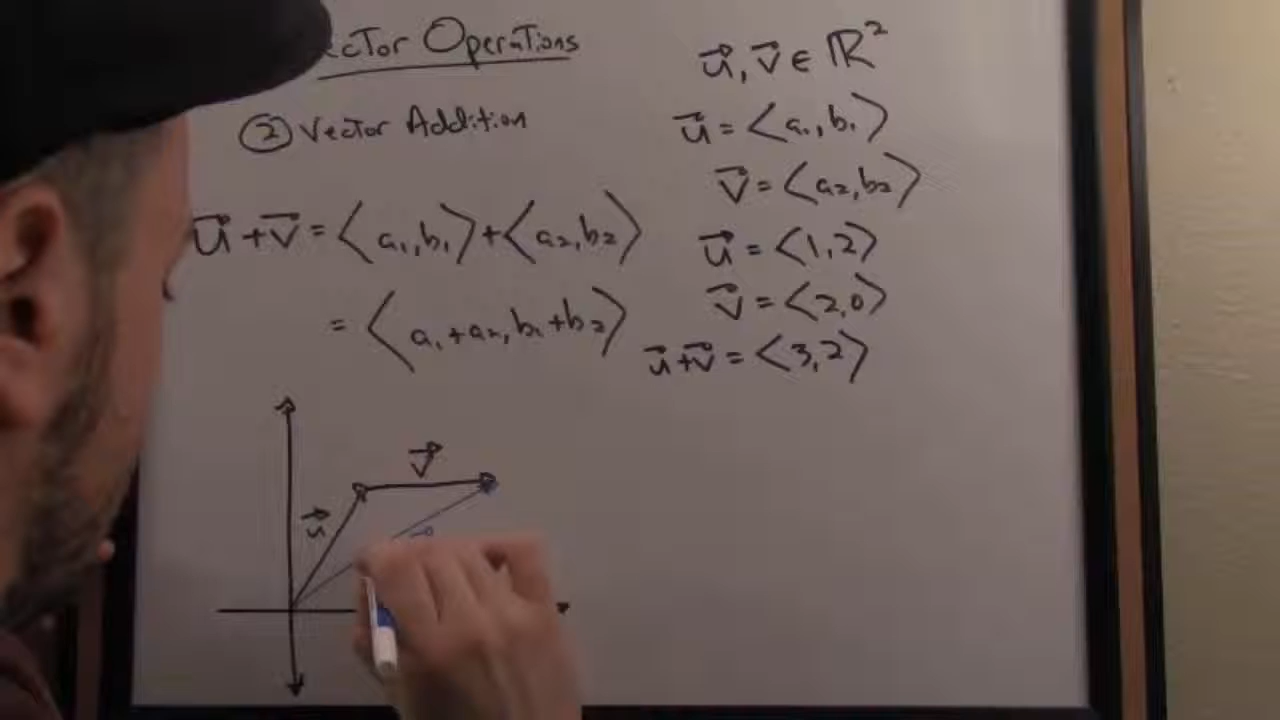 ector Operations
② Vector Addition
u⃗ + v⃗ = ⟨a₁, b₁⟩ + ⟨a₂, b₂⟩
= ⟨a₁ + a₂, b₁ + b₂⟩
u⃗, v⃗ ∈ ℝ²
u⃗ = ⟨a₁, b₁⟩
v⃗ = ⟨a₂, b₂⟩
u⃗ = ⟨1, 2⟩
v⃗ = ⟨2, 0⟩
u⃗ + v⃗ = ⟨3, 2⟩
v⃗
u⃗